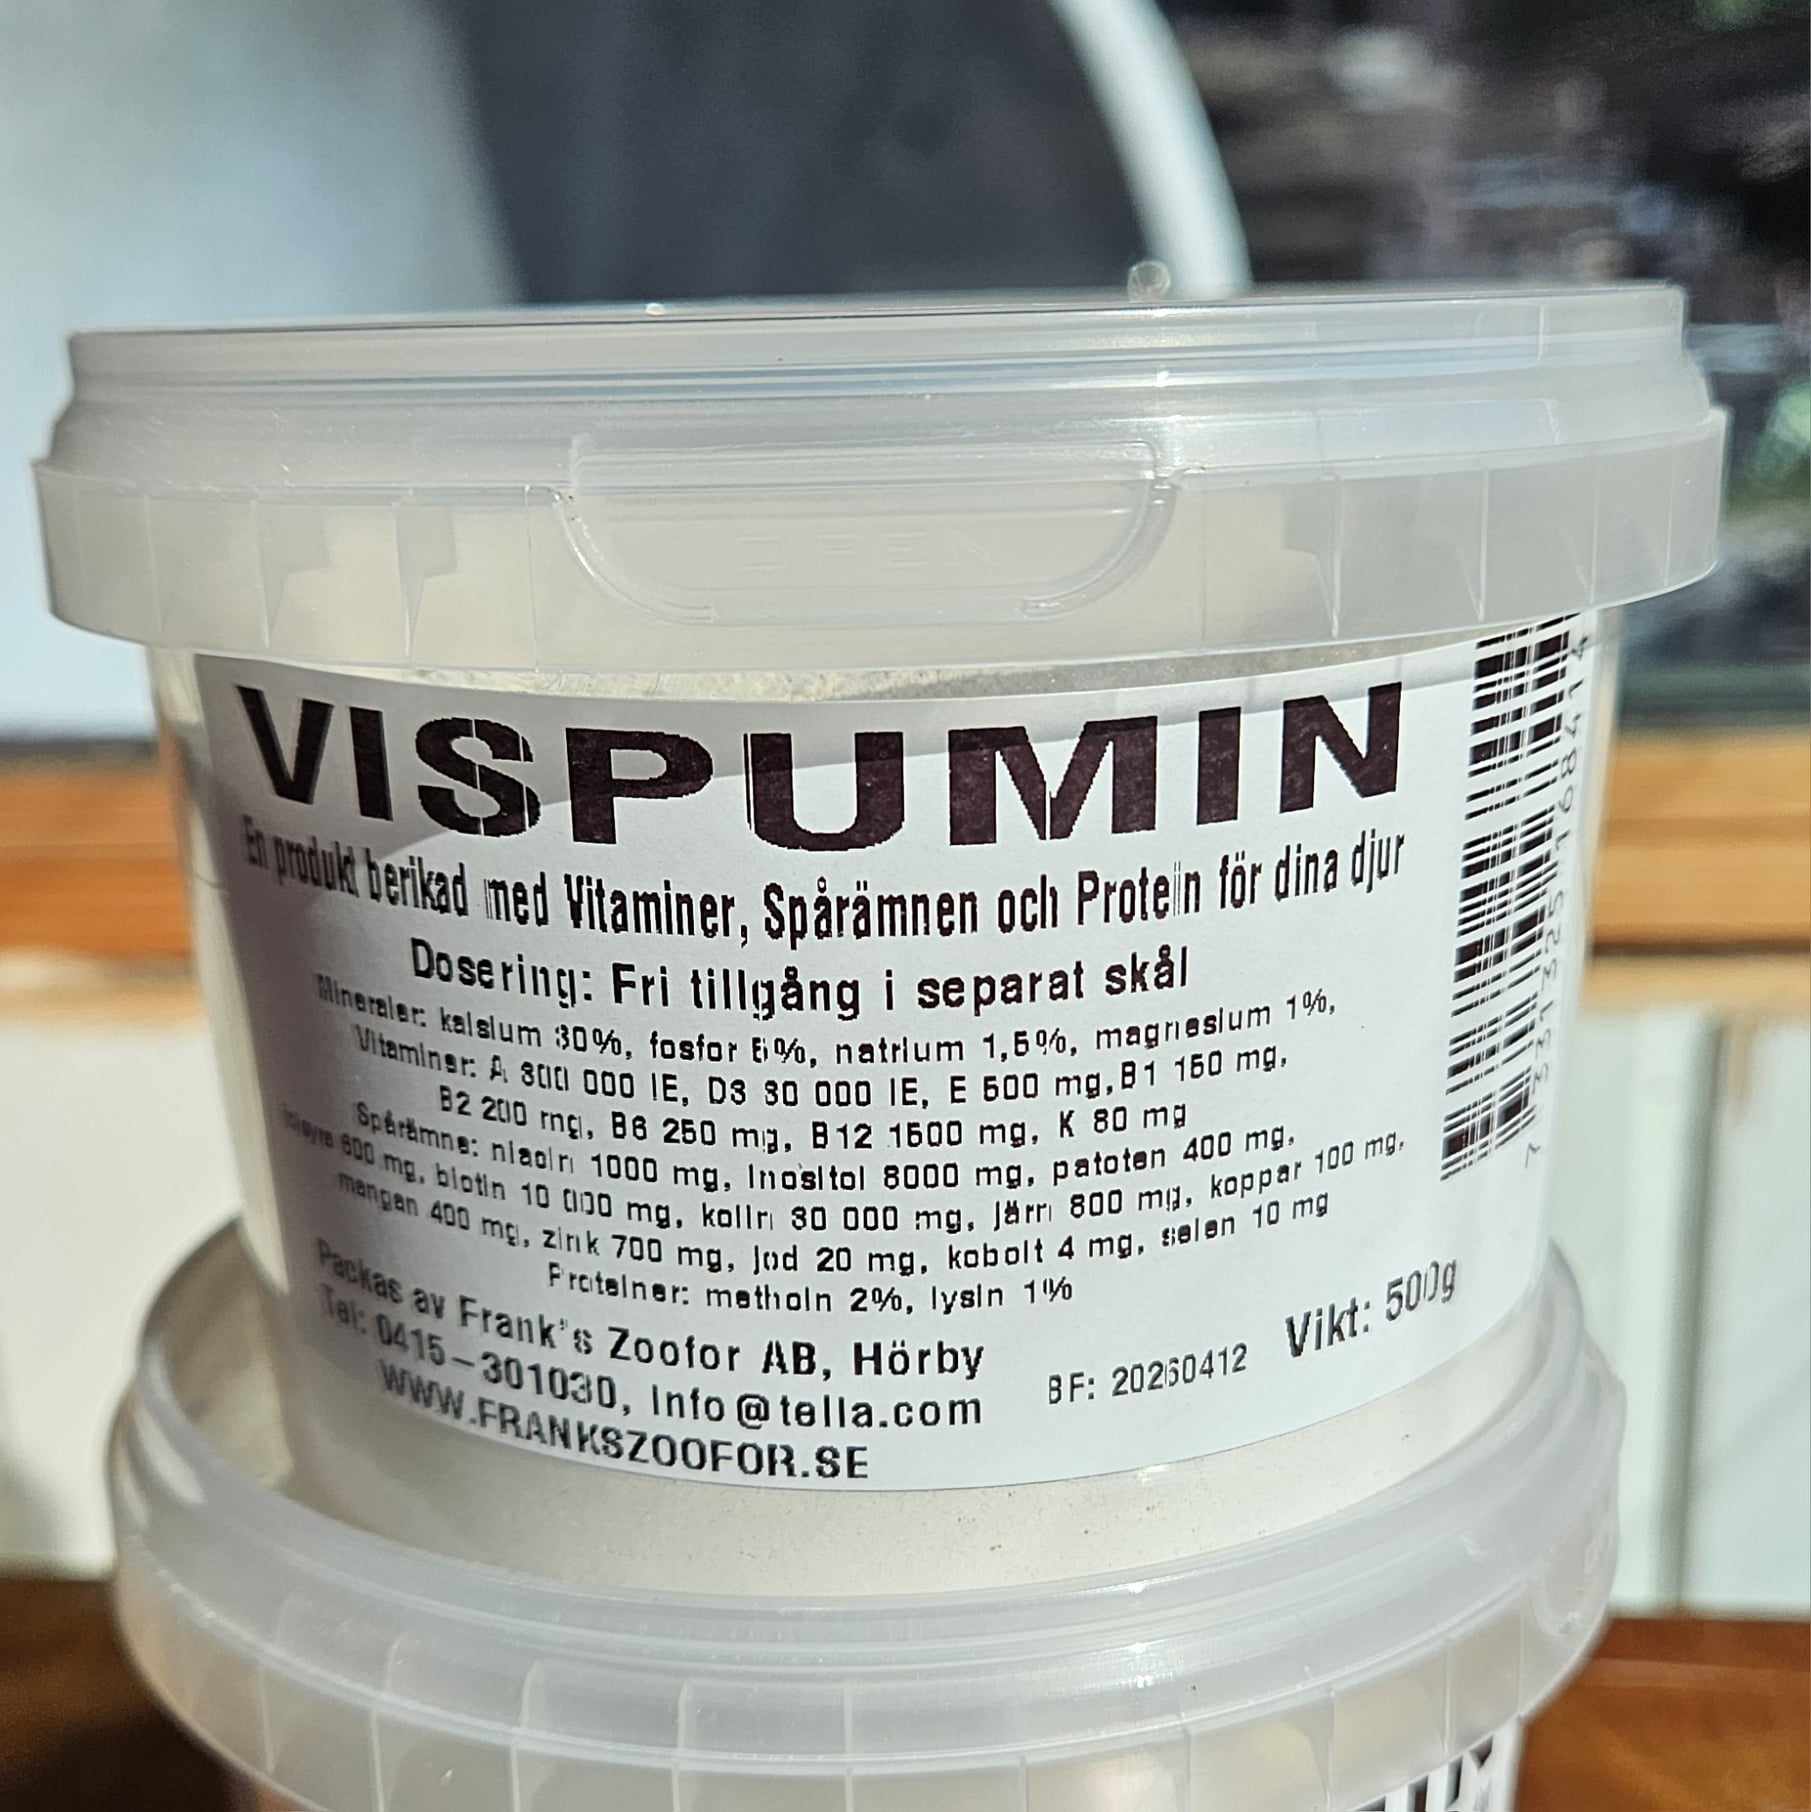 OPEN
VISPUMIN
En produkt berikad med Vitaminer, Spårämnen och Protein för dina djur
Dosering: Fri tillgång i separat skål
Mineraler: kalsium 30%, fosfor 6%, natrium 1,5%, magnesium 1%,
Vitaminer: A 300 000 IE, D3 30 000 IE, E 500 mg, B1 150 mg,
B2 200 mg, B6 250 mg, B12 1500 mg, K 80 mg
Spårämne: niacin 1000 mg, Inositol 8000 mg, patoten 400 mg,
600 mg, biotin 10 000 mg, kolin 30 000 mg, järn 800 mg, koppar 100 mg,
mangan 400 mg, zink 700 mg, jod 20 mg, kobolt 4 mg, selen 10 mg
Proteiner: methoin 2%, lysin 1%
Packas av Frank's Zoofor AB, Hörby
Tel: 0415-301030, Info@tella.com
WWW.FRANKSZOOFOR.SE
BF: 20260412
Vikt: 500g
7 331325 168414